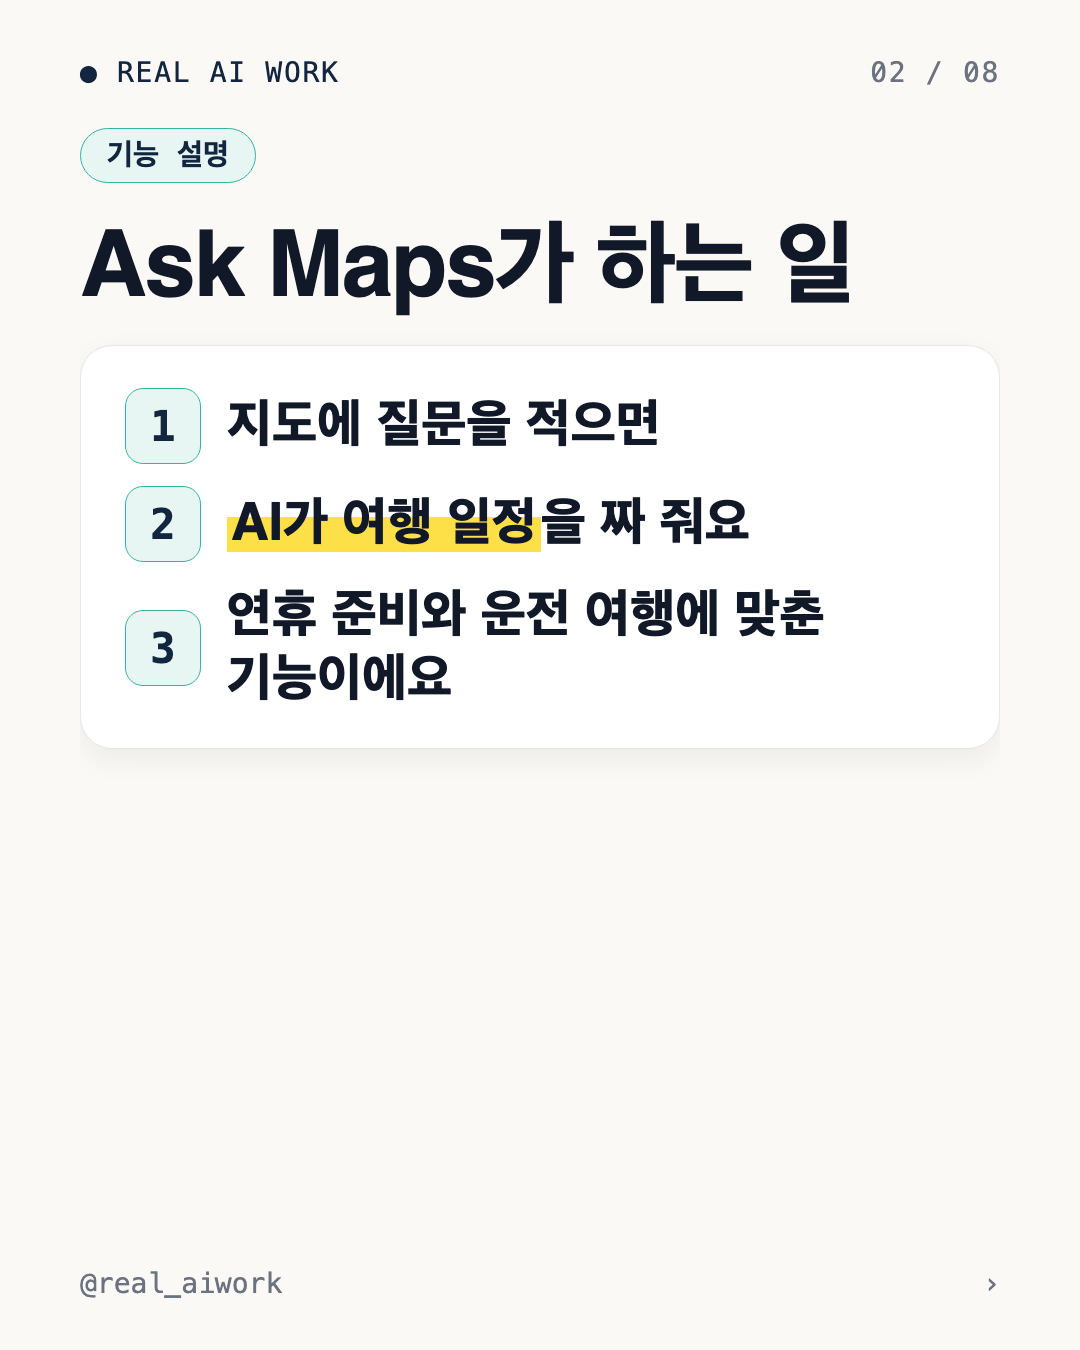 REAL AI WORK
02 / 08
기능 설명
Ask Maps가 하는 일
1 지도에 질문을 적으면
2 AI가 여행 일정을 짜 줘요
3 연휴 준비와 운전 여행에 맞춘
기능이에요
@real_aiwork
›